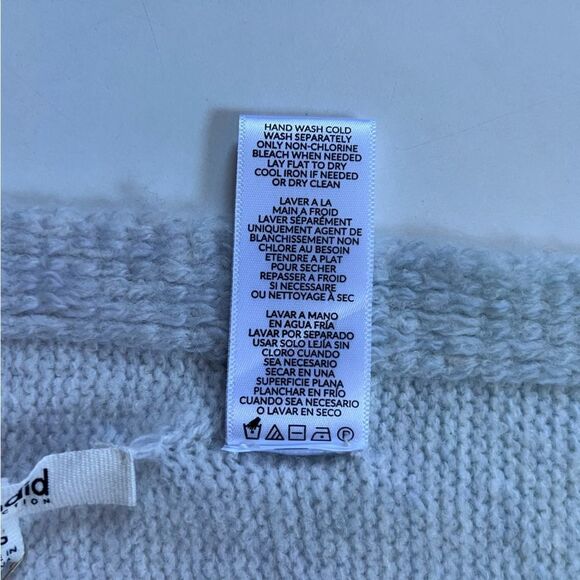 HAND WASH COLD
WASH SEPARATELY
ONLY NON-CHLORINE
BLEACH WHEN NEEDED
LAY FLAT TO DRY
COOL IRON IF NEEDED
OR DRY CLEAN
LAVER A LA
MAIN A FROID
LAVER SÉPARÉMENT
UNIQUEMENT AGENT DE
BLANCHISSEMENT NON
CHLORE AU BESOIN
ETENDRE A PLAT
POUR SECHER
REPASSER A FROID
SI NECESSAIRE
OU NETTOYAGE À SEC
LAVAR A MANO
EN AGUA FRÍA
LAVAR POR SEPARADO
USAR SOLO LEJÍA SIN
CLORO CUANDO
SEA NECESARIO
SECAR EN UNA
SUPERFICIE PLANA
PLANCHAR EN FRÍO
CUANDO SEA NECESARIO
O LAVAR EN SECO